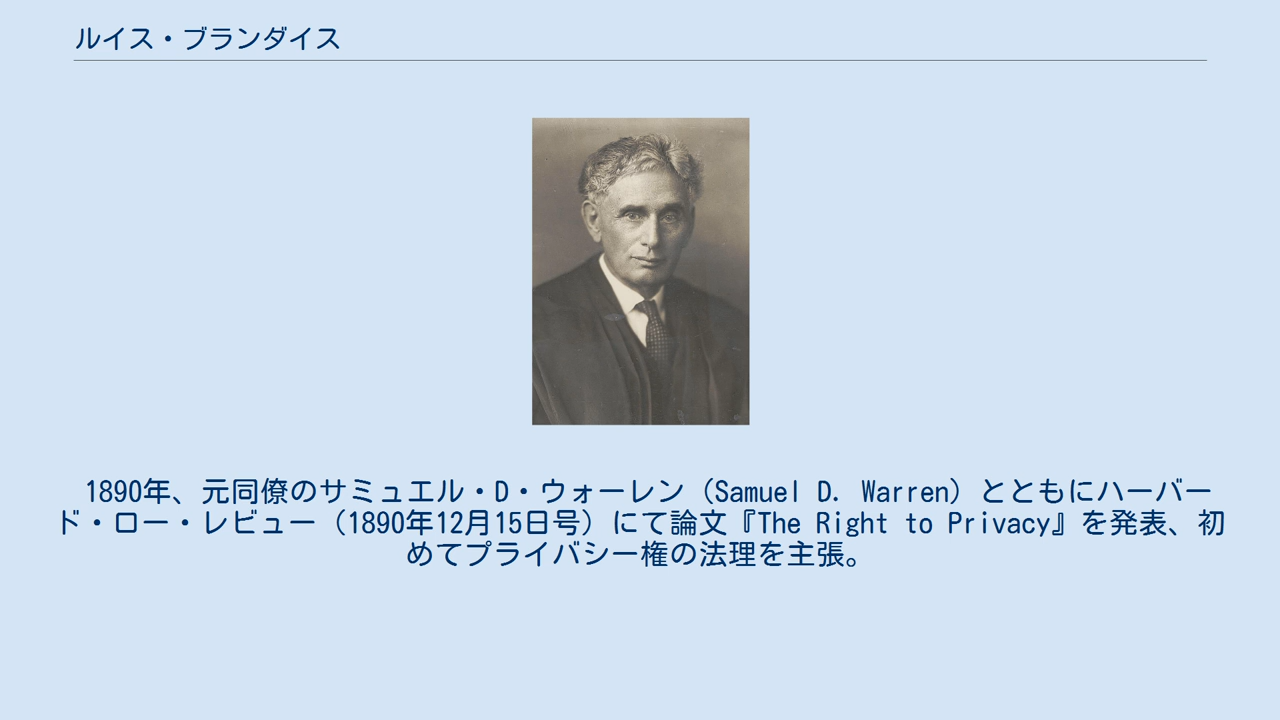 ルイス・ブランダイス
1890年、元同僚のサミュエル・D・ウォーレン（Samuel D. Warren）とともにハーバー
ド・ロー・レビュー（1890年12月15日号）にて論文『The Right to Privacy』を発表、初
めてプライバシー権の法理を主張。